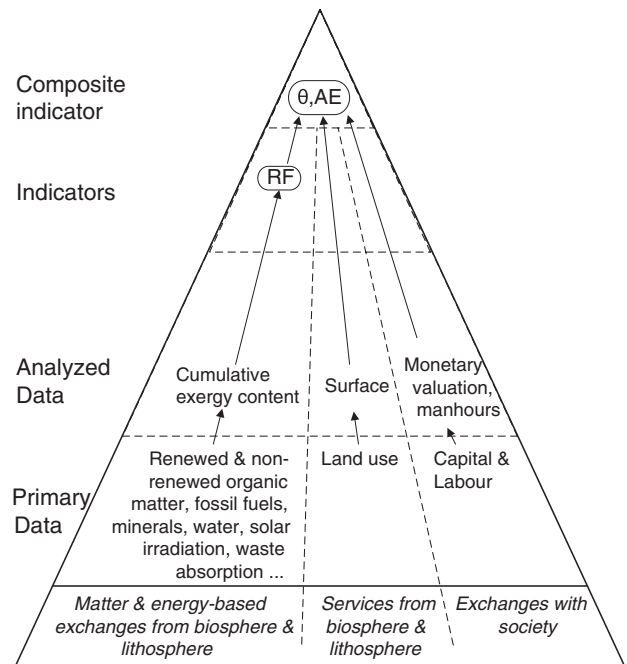 Composite
indicator
θ,AE
Indicators
RF
Analyzed
Data
Cumulative
exergy content
Surface
Monetary
valuation,
manhours
Primary
Data
Renewed & non-
renewed organic
matter, fossil fuels,
minerals, water, solar
irradiation, waste
absorption ...
Land use
Capital &
Labour
Matter & energy-based
exchanges from biosphere &
lithosphere
Services from
biosphere &
lithosphere
Exchanges with
society